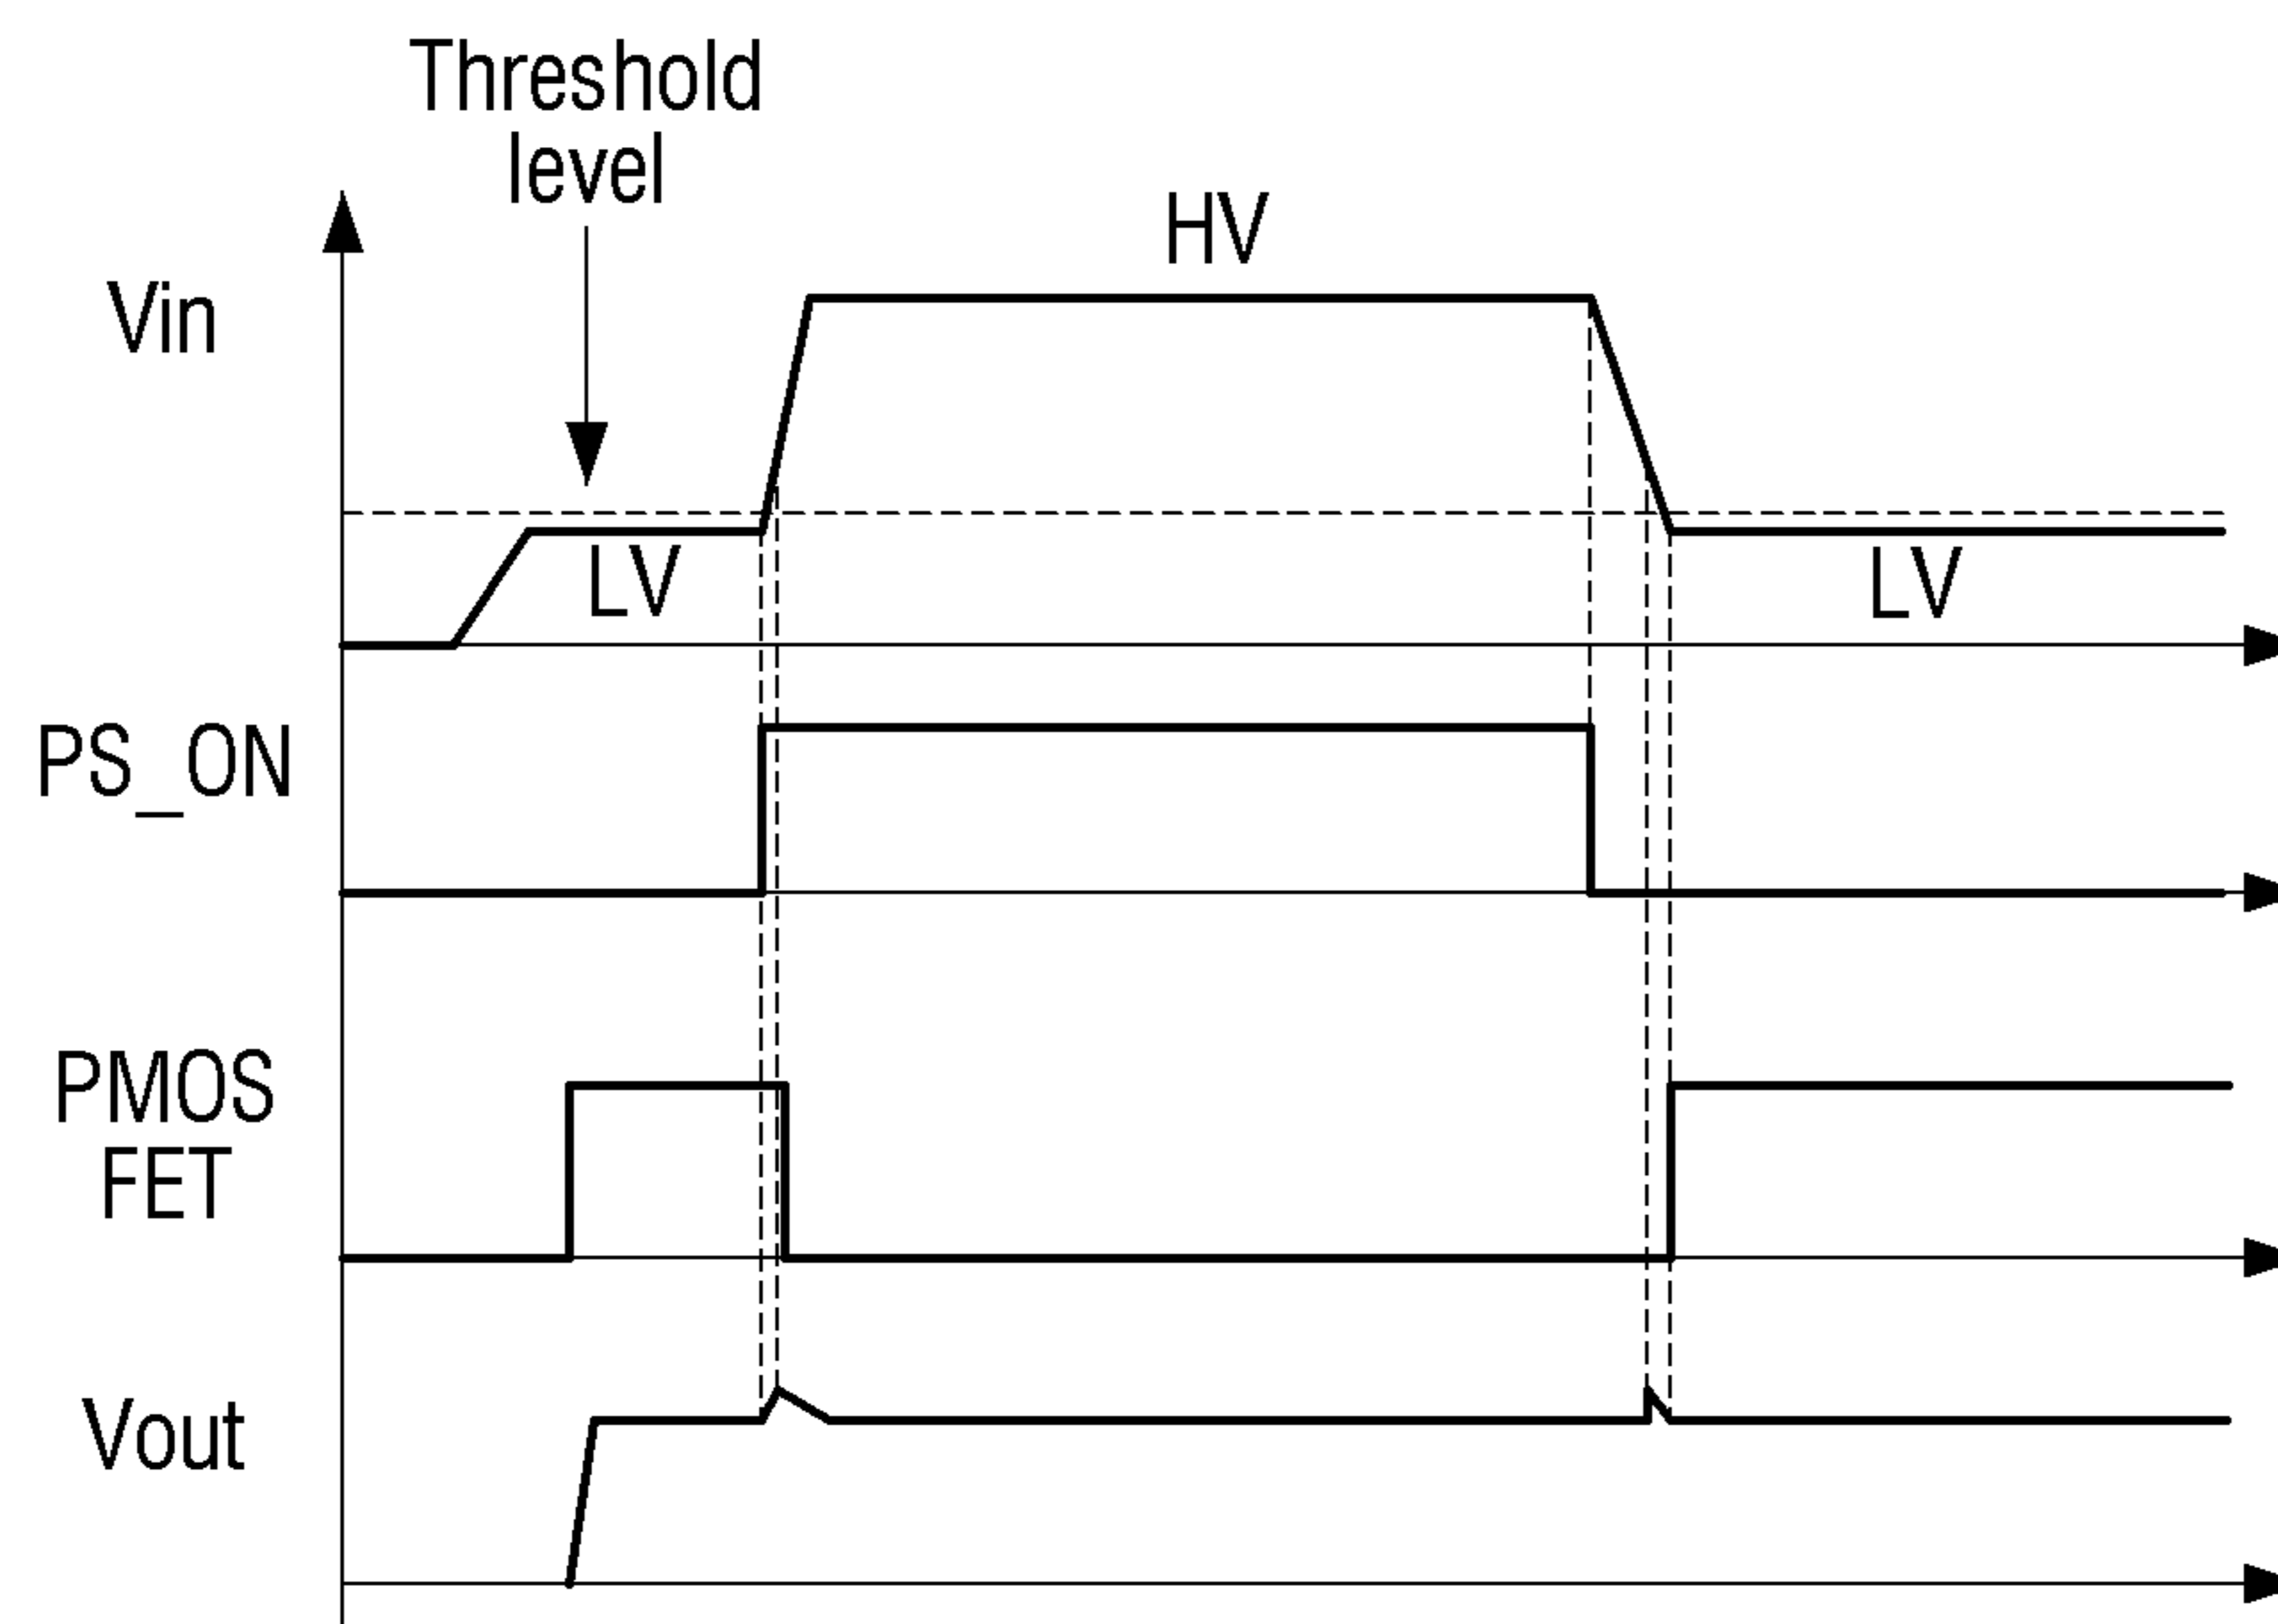 Threshold
level
HV
Vin
LV
LV
PS_ON
PMOS
FET
Vout